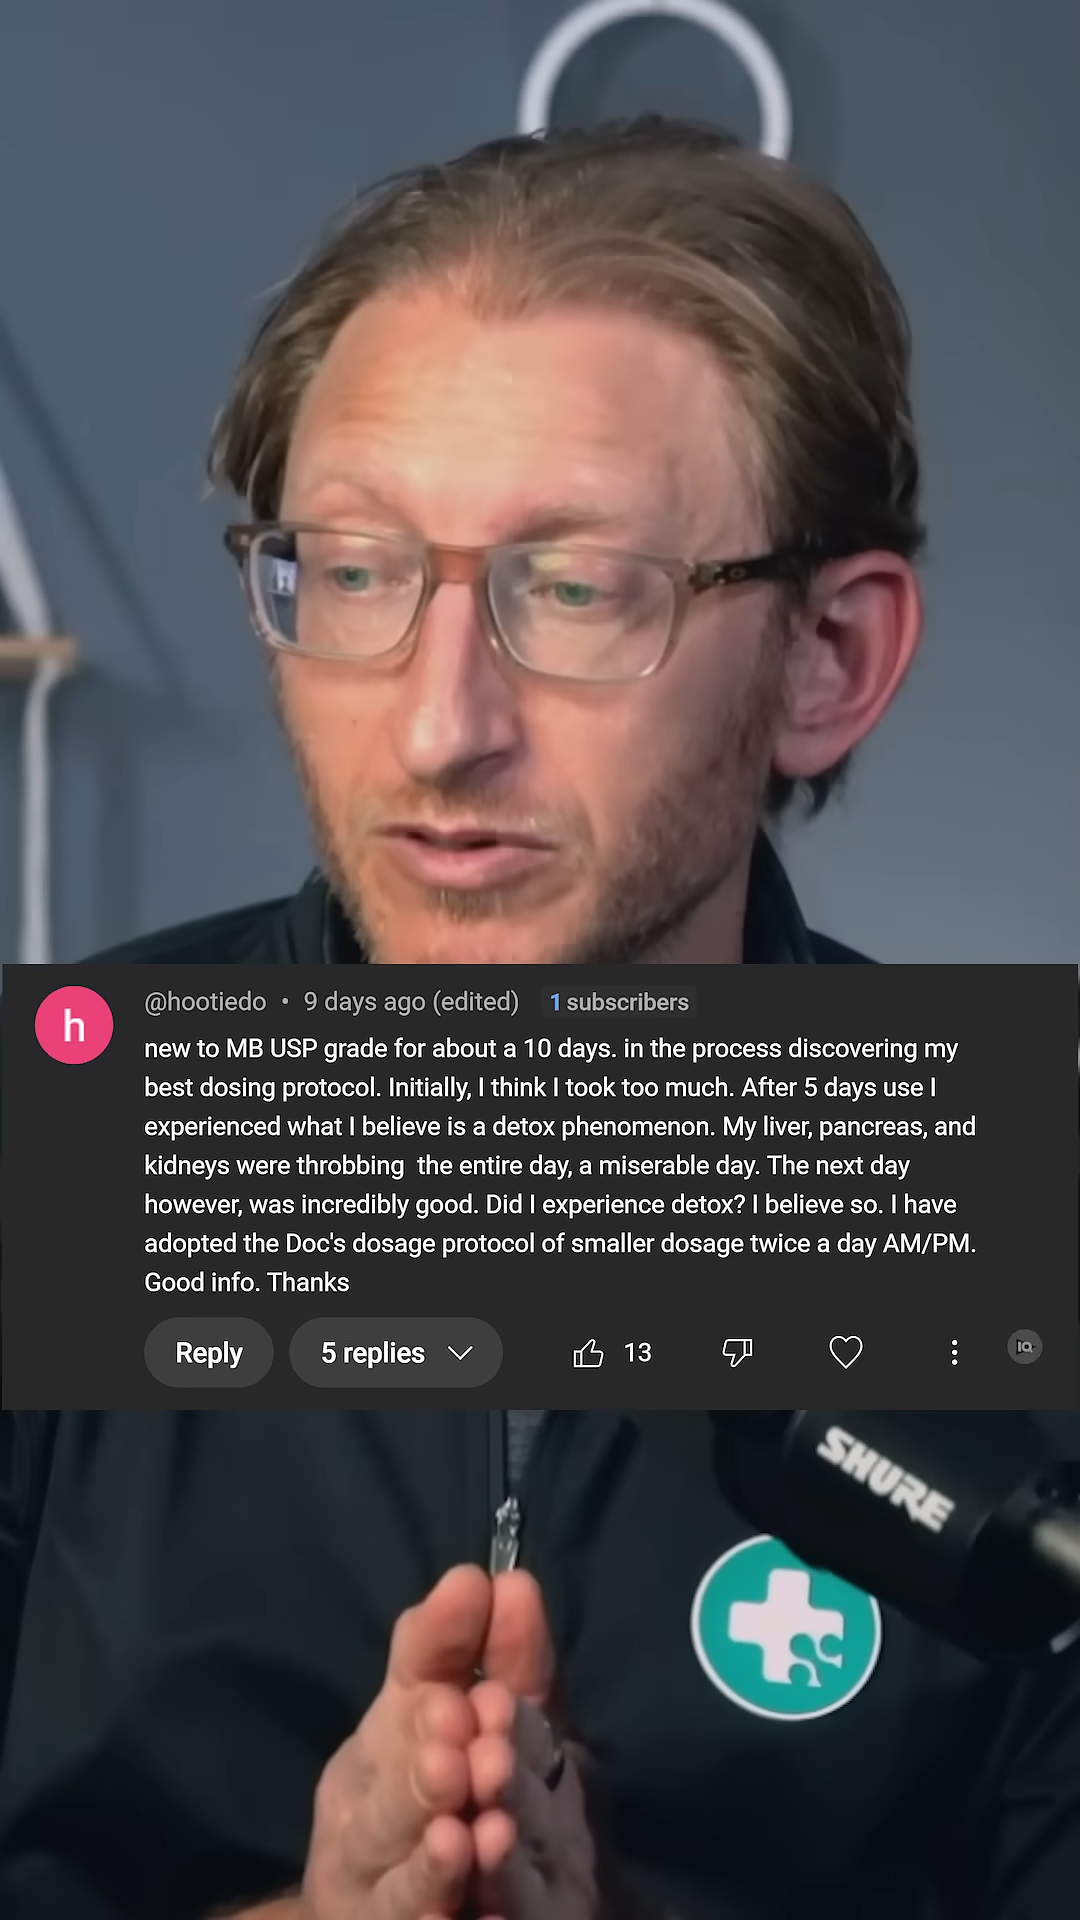 @hootiedo • 9 days ago (edited) 1 subscribers
new to MB USP grade for about a 10 days. in the process discovering my
best dosing protocol. Initially, I think I took too much. After 5 days use I
experienced what I believe is a detox phenomenon. My liver, pancreas, and
kidneys were throbbing  the entire day, a miserable day. The next day
however, was incredibly good. Did I experience detox? I believe so. I have
adopted the Doc's dosage protocol of smaller dosage twice a day AM/PM.
Good info. Thanks
Reply 5 replies 13
SHURE